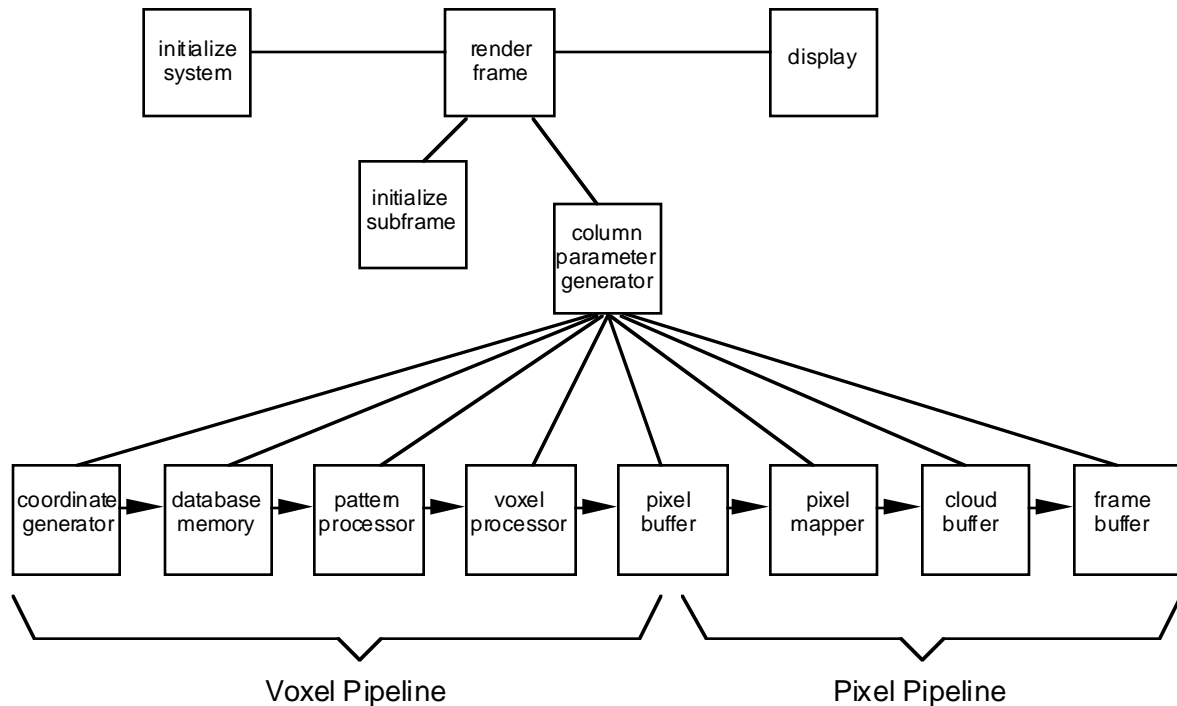 initialize
system
render
frame
display
initialize
subframe
column
parameter
generator
coordinate
generator
database
memory
pattern
processor
voxel
processor
pixel
buffer
pixel
mapper
cloud
buffer
frame
buffer
Voxel Pipeline
Pixel Pipeline